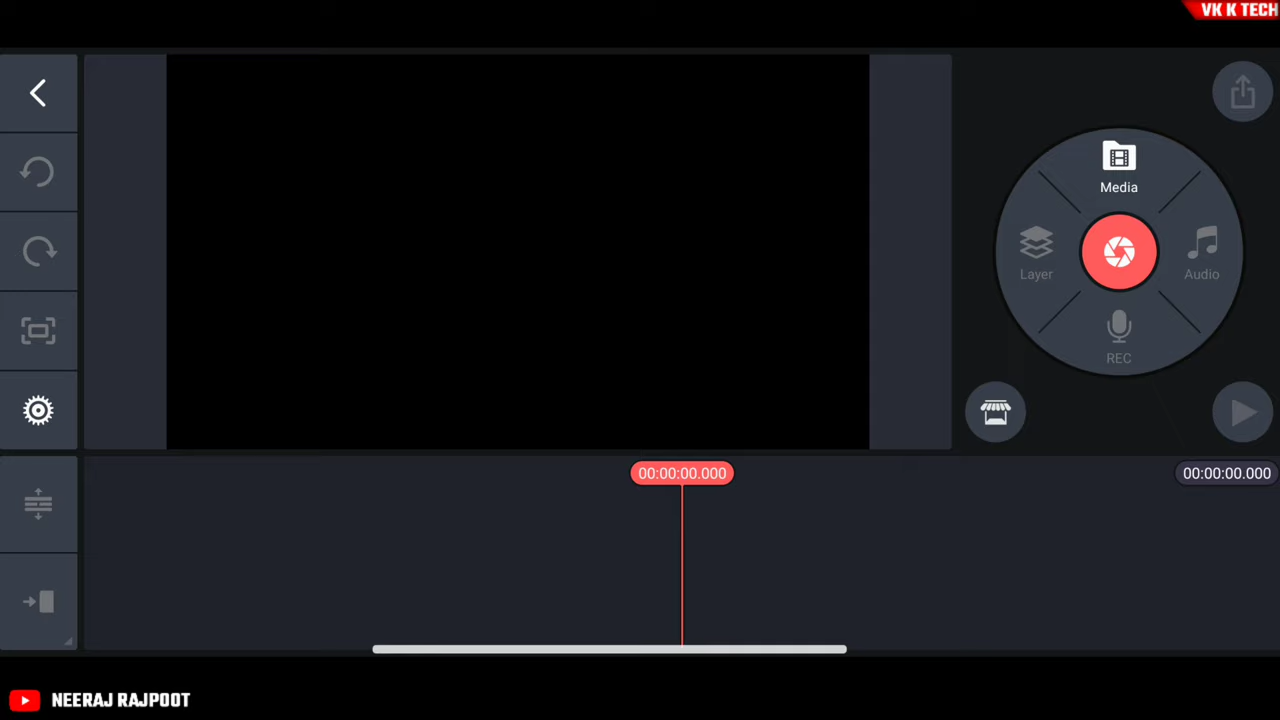 VK K TECH
Media
Layer
Audio
REC
00:00:00.000
00:00:00.000
NEERAJ RAJPOOT